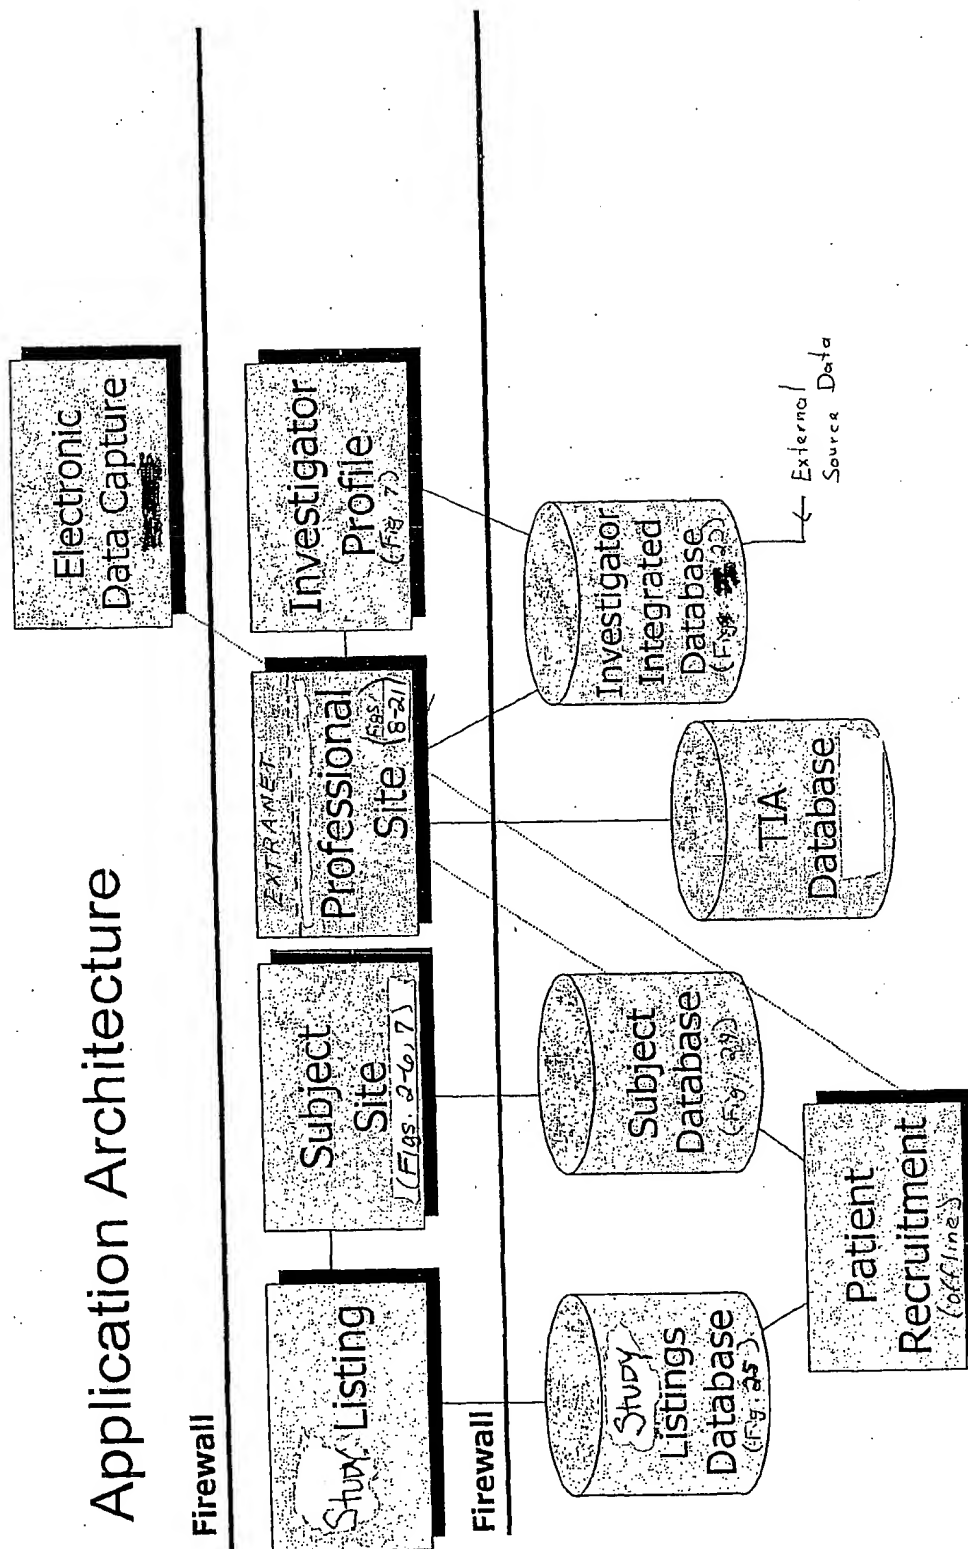 Application Architecture
Electronic
Data Capture
Firewall
Study Listing
Subject
Site
(Figs. 2-6, 7)
EXTRANET
Professional
Site (Figs.
8-21)
Investigator
Profile
(Fig. 7)
Firewall
Study
Listings
Database
(Fig. 25)
Subject
Database
(Fig. 24)
TIA
Database
Investigator
Integrated
Database
← External
Source Data
Patient
Recruitment
(Offline)